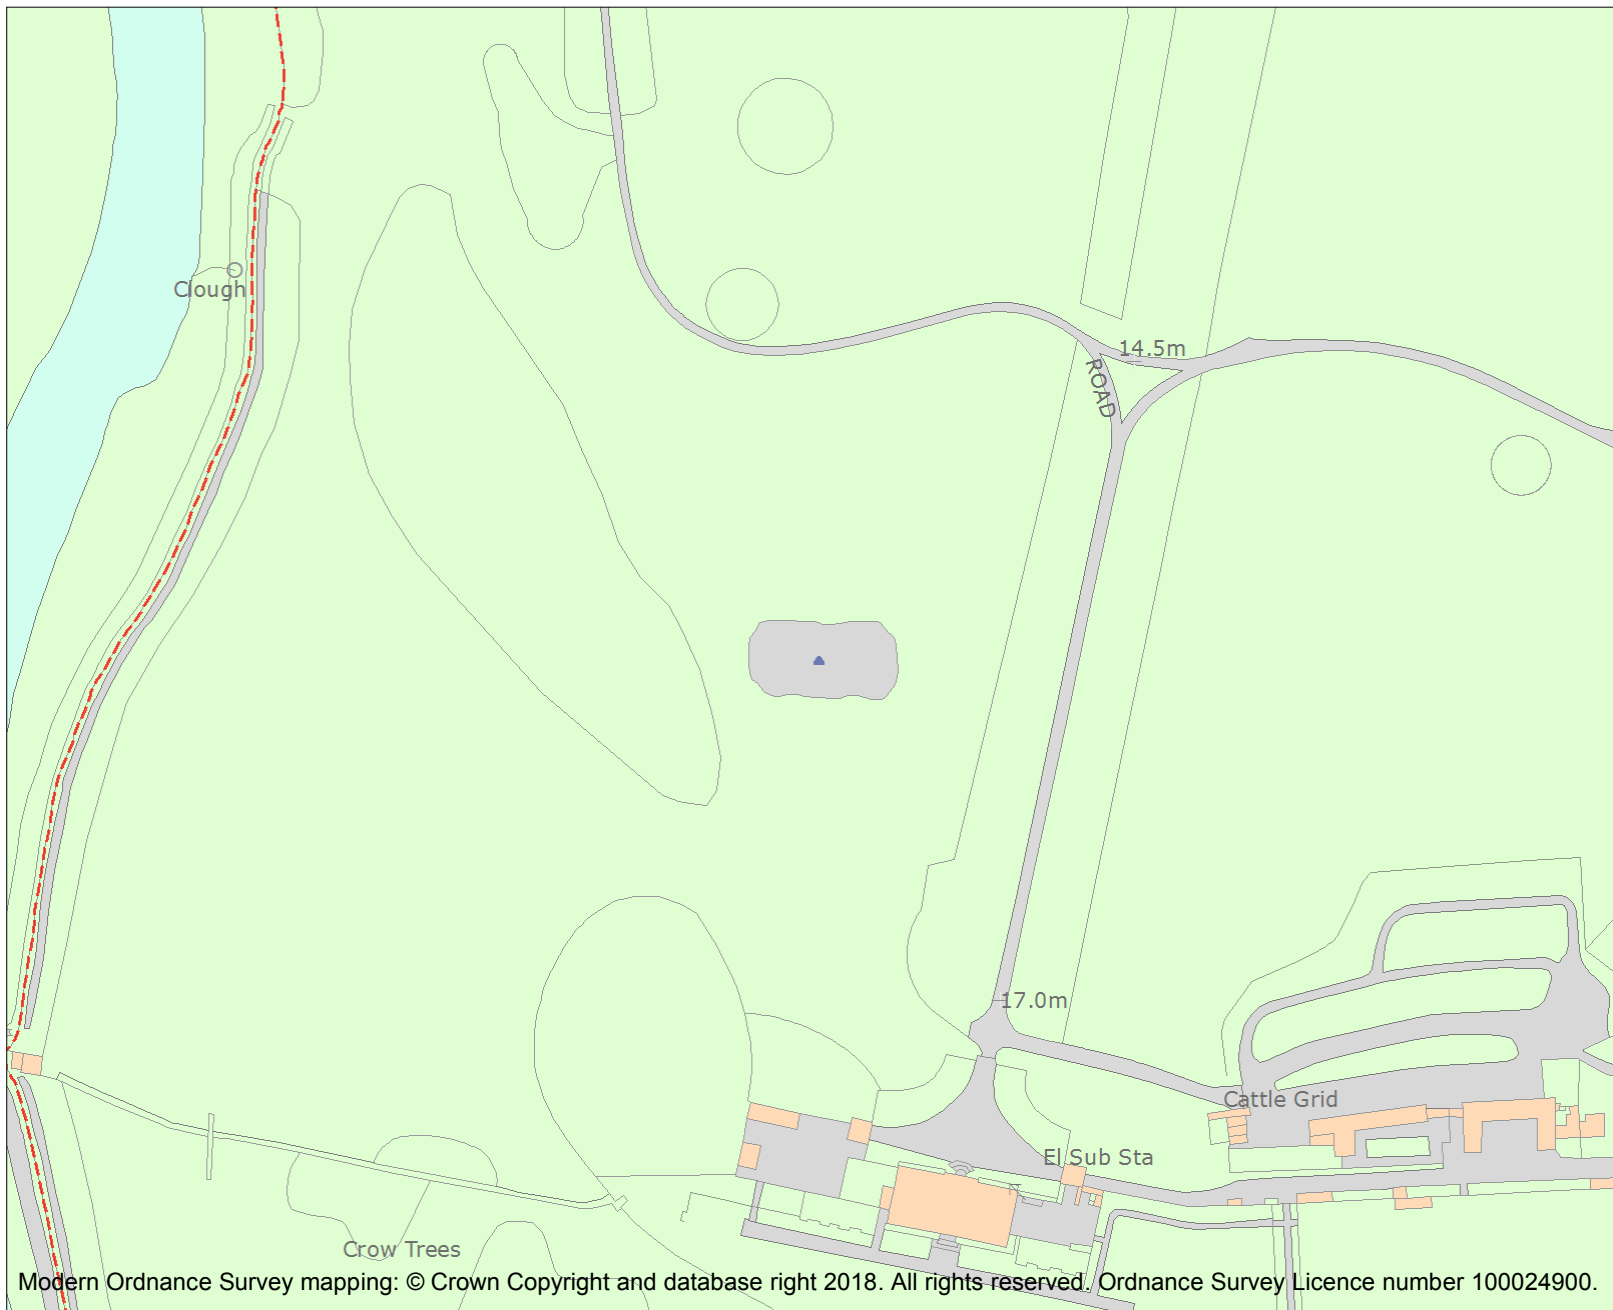 Clough
14.5m
ROAD
17.0m
Cattle Grid
El Sub Sta
Crow Trees
Modern Ordnance Survey mapping: © Crown Copyright and database right 2018. All rights reserved. Ordnance Survey Licence number 100024900.